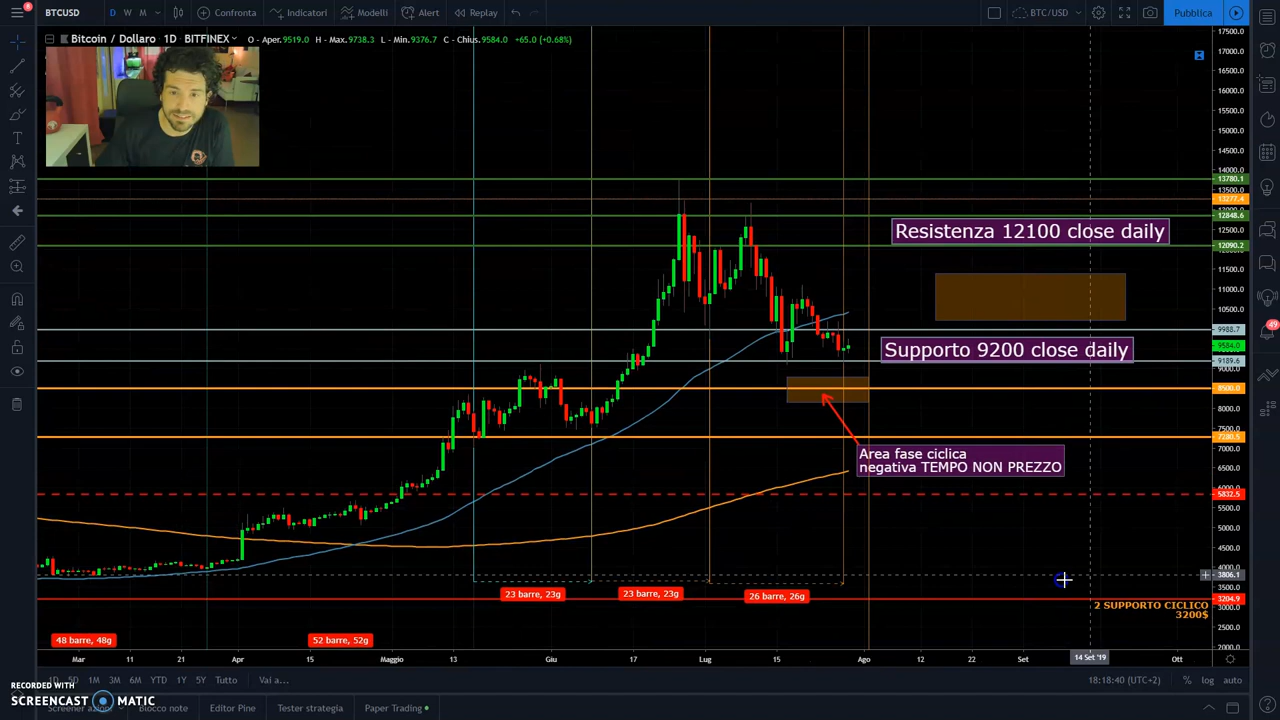 8
BTCUSD
D W M
Confronta
Indicatori
Modelli
Alert
Replay
BTC/USD
Pubblica
Bitcoin / Dollaro 1D BITFINEX
O - Aper.9519.0 H - Max.9738.3 L - Min.9376.7 C - Chius.9584.0 +65.0 (+0.68%)
17500.0
17000.0
16500.0
16000.0
15500.0
15000.0
14500.0
14000.0
13780.1
13500.0
13277.4
12848.6
Resistenza 12100 close daily
12090.2
11500.0
11000.0
10500.0
9988.7
49
9584.0
Supporto 9200 close daily
9189.6
9000.0
8500.0
8000.0
7500.0
7280.5
Area fase ciclica
negativa TEMPO NON PREZZO
7000.0
6500.0
6000.0
5832.5
5500.0
5000.0
4500.0
4000.0
3806.1
3500.0
23 barre, 23g
23 barre, 23g
26 barre, 26g
3204.9
2 SUPPORTO CICLICO
3200$
3000.0
2500.0
48 barre, 48g
52 barre, 52g
2000.0
Mar 11 21 Apr 15 Maggio 13 Giu 17 Lug 15 Ago 12 22 Set 14 Set '19 Ott
1D 5D 1M 3M 6M YTD 1Y 5Y Tutto Vai a...
18:18:40 (UTC+2) % log auto
RECORDED WITH
SCREENCAST MATIC
Screener
Blocco note
Editor Pine
Tester strategia
Paper Trading